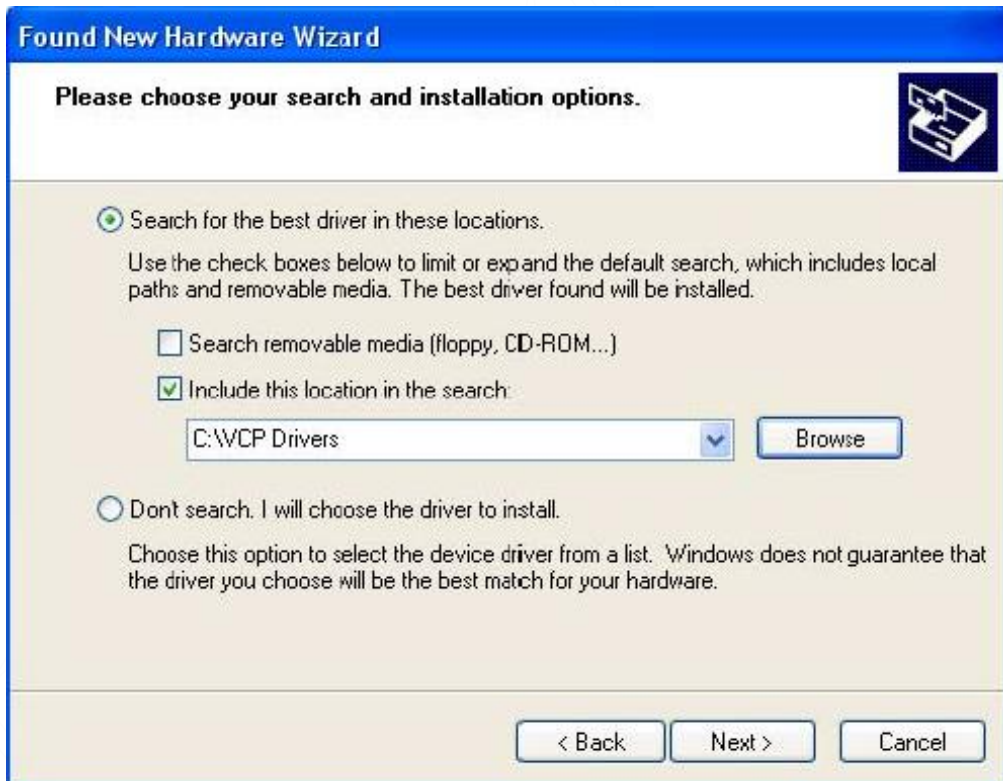 Found New Hardware Wizard
Please choose your search and installation options.
Search for the best driver in these locations.
Use the check boxes below to limit or expand the default search, which includes local
paths and removable media. The best driver found will be installed.
Search removable media (floppy, CD-ROM...)
Include this location in the search:
C:\VCP Drivers
Browse
Don't search. I will choose the driver to install.
Choose this option to select the device driver from a list. Windows does not guarantee that
the driver you choose will be the best match for your hardware.
< Back Next > Cancel